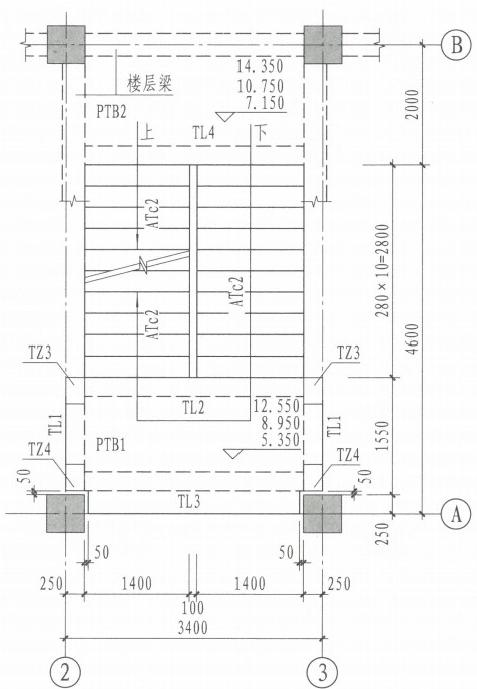 B
14.350
10.750
7.150
楼层梁
PTB2
上
TL4
下
2000
ATc2
ATc2
ATc2
280×10=2800
4600
TZ3
TZ3
TL1
TL2
12.550
8.950
5.350
TL1
1550
PTB1
TZ4
TZ4
50
50
TL3
A
250
50
50
250
1400
1400
250
100
3400
2
3